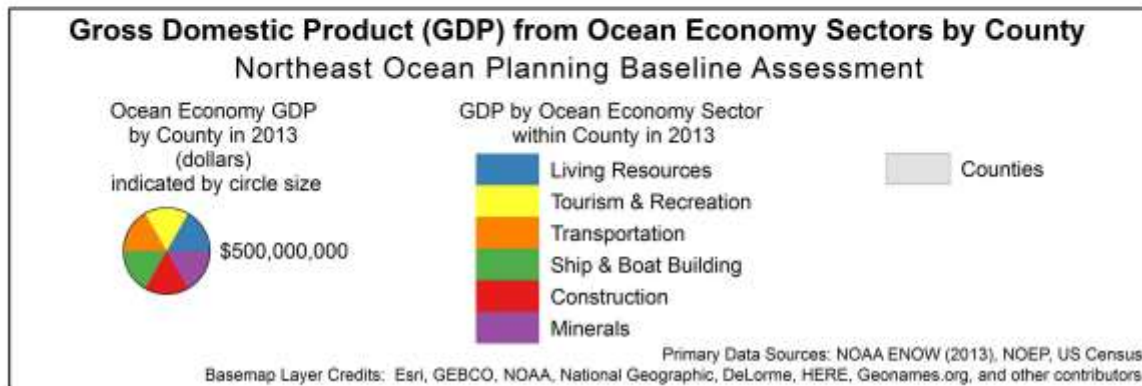 Gross Domestic Product (GDP) from Ocean Economy Sectors by County
Northeast Ocean Planning Baseline Assessment
Ocean Economy GDP
by County in 2013
(dollars)
indicated by circle size
$500,000,000
GDP by Ocean Economy Sector
within County in 2013
Living Resources
Tourism & Recreation
Transportation
Ship & Boat Building
Construction
Minerals
Counties
Primary Data Sources: NOAA ENOW (2013), NOEP, US Census
Basemap Layer Credits: Esri, GEBCO, NOAA, National Geographic, DeLorme, HERE, Geonames.org, and other contributors